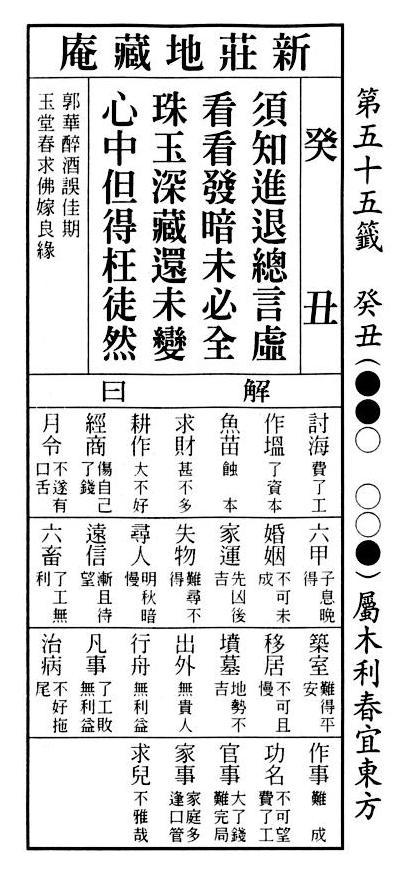 第五十五籤 癸丑(●●○ ○○●)屬木利春宜東方
新莊地藏庵
癸丑
須知進退總言虛
看看發暗未必全
珠玉深藏還未變
心中但得枉徒然
郭華醉酒誤佳期
玉堂春求佛嫁良緣
解曰
討海 費了工
作塭 了資本
魚苗 蝕本
求財 甚不多
耕作 大不好
經商 傷自己了錢
月令 不遂有口舌
六甲 子息晚得
婚姻 不可未成
家運 先凶後吉
失物 難尋不得
尋人 明秋暗慢
遠信 漸且待望
六畜 了工無利
築室 難得平安
移居 不可且慢
墳墓 地勢不吉
出外 無貴人
行舟 無利益
凡事 了工敗無利益
治病 不好拖尾
作事 難成
功名 不可望費了工
官事 大了錢難完局
家事 家庭多逢口管
求兒 不雅哉